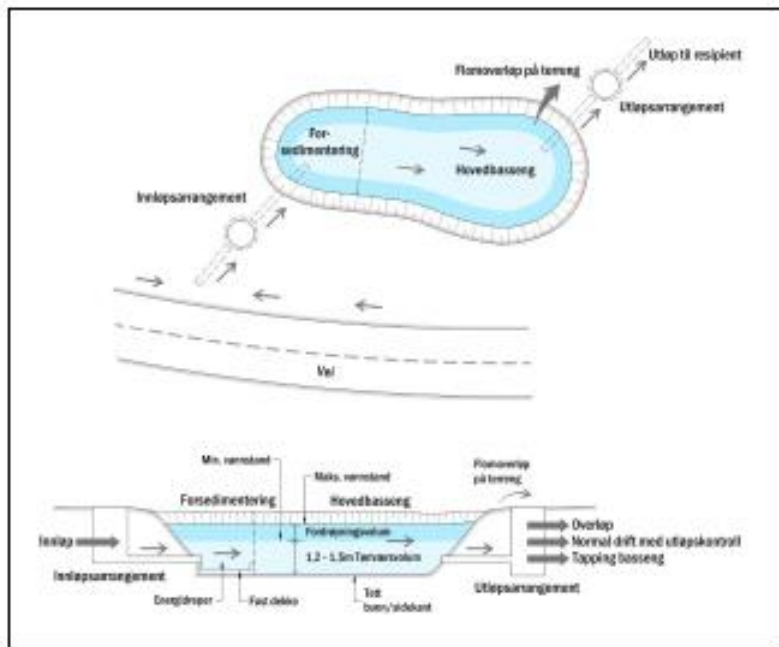 Utløp til resipient
Flomoverløp på terreng
Utløpsarrangement
For-
sedimentering
Hovedbasseng
Innløpsarrangement
Vei
Min. vannstand
Maks. vannstand
Flomoverløp
på terreng
Forsedimentering
Hovedbasseng
Fordrøyningsvolum
Innløp
1,2 – 1,5m Tørrværsvolum
Overløp
Normal drift med utløpskontroll
Tapping basseng
Innløpsarrangement
Energidreper
Fast dekke
Tett
bunn/sidekant
Utløpsarrangement